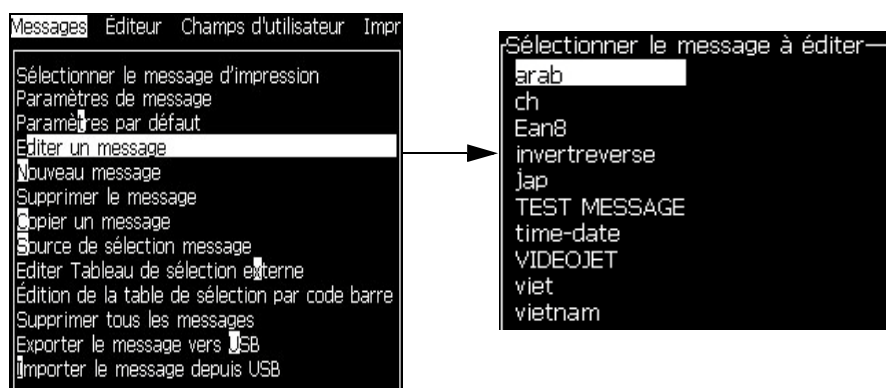 Messages Éditeur Champs d'utilisateur Impr
Sélectionner le message d'impression
Paramètres de message
Paramètres par défaut
Editer un message
Nouveau message
Supprimer le message
Copier un message
Source de sélection message
Editer Tableau de sélection externe
Édition de la table de sélection par code barre
Supprimer tous les messages
Exporter le message vers USB
Importer le message depuis USB
Sélectionner le message à éditer
arab
ch
Ean8
invertreverse
jap
TEST MESSAGE
time-date
VIDEOJET
viet
vietnam